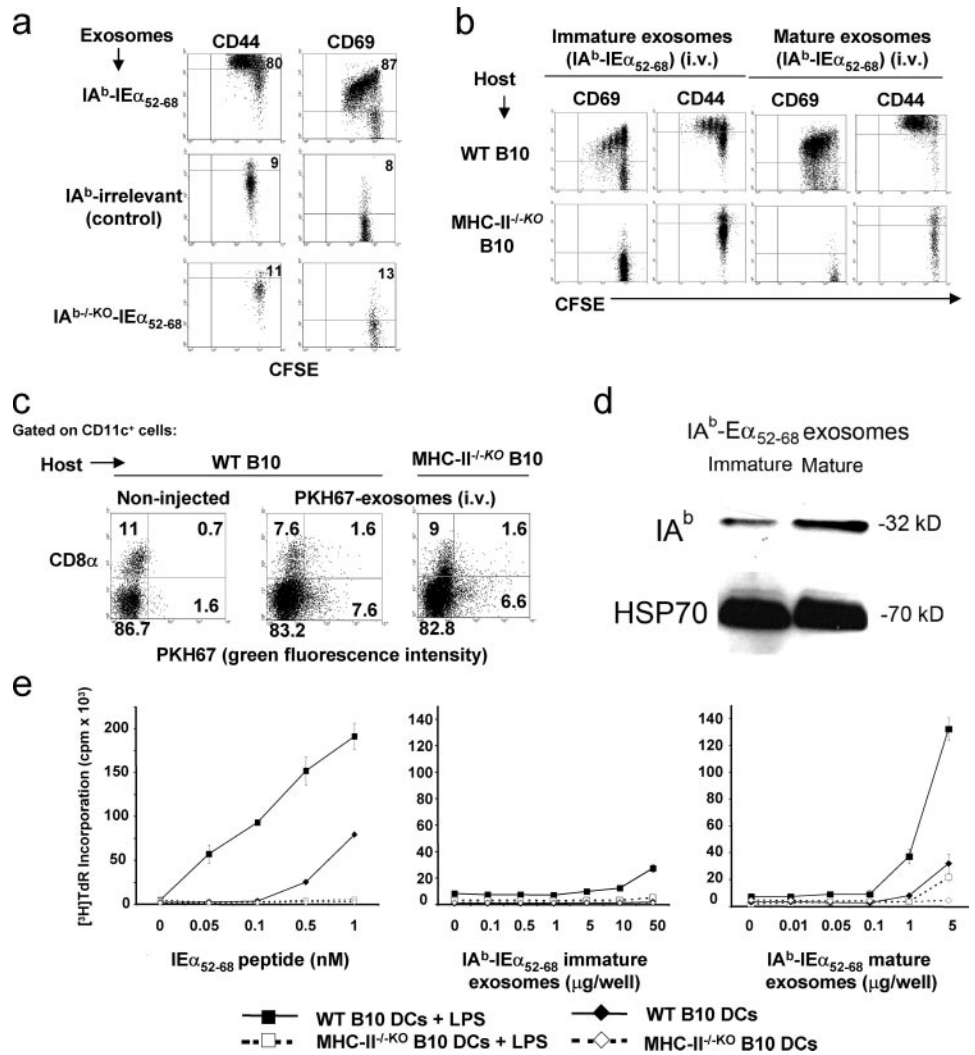 a
Exosomes
CD44
CD69
IAᵇ-IEα₅₂₋₆₈
80
87
IAᵇ-irrelevant
(control)
9
8
IAᵇ⁻/⁻ᴷᴼ-IEα₅₂₋₆₈
11
13
CFSE
b
Immature exosomes
(IAᵇ-IEα₅₂₋₆₈) (i.v.)
Mature exosomes
(IAᵇ-IEα₅₂₋₆₈) (i.v.)
Host
CD69
CD44
CD69
CD44
WT B10
MHC-II⁻/⁻ᴷᴼ
B10
CFSE
c
Gated on CD11c⁺ cells:
Host
WT B10
MHC-II⁻/⁻ᴷᴼ B10
Non-injected
PKH67-exosomes (i.v.)
CD8α
11
0.7
1.6
86.7
7.6
1.6
7.6
83.2
9
1.6
6.6
82.8
PKH67 (green fluorescence intensity)
d
IAᵇ-Eα₅₂₋₆₈ exosomes
Immature
Mature
IAᵇ
-32 kD
HSP70
-70 kD
e
[³H]TdR Incorporation (cpm x 10³)
200
150
100
50
0
0 0.05 0.1 0.5 1
IEα₅₂₋₆₈ peptide (nM)
140
120
100
80
60
40
20
0
0 0.1 0.5 1 5 10 50
IAᵇ-IEα₅₂₋₆₈ immature
exosomes (μg/well)
140
120
100
80
60
40
20
0
0 0.01 0.05 0.1 1 5
IAᵇ-IEα₅₂₋₆₈ mature
exosomes (μg/well)
WT B10 DCs + LPS
WT B10 DCs
MHC-II⁻/⁻ᴷᴼ B10 DCs + LPS
MHC-II⁻/⁻ᴷᴼ B10 DCs